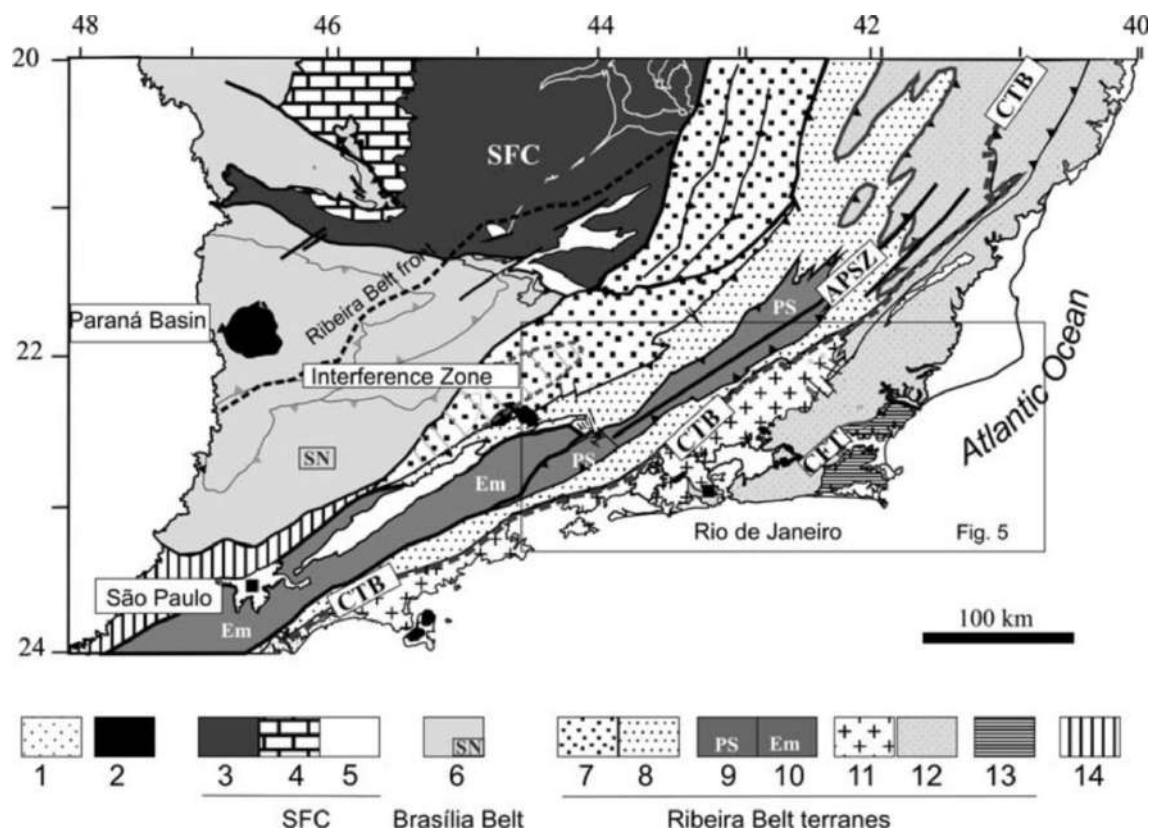 48 46 44 42 40
20
CTB
SFC
Ribeira Belt front
APSZ
PS
Paraná Basin
22
Interference Zone
Atlantic Ocean
CTB
SN
PS
Em
Rio de Janeiro
Fig. 5
São Paulo
CTB
Em
100 km
24
PS Em
SN
1 2 3 4 5 6 7 8 9 10 11 12 13 14
SFC Brasília Belt Ribeira Belt terranes